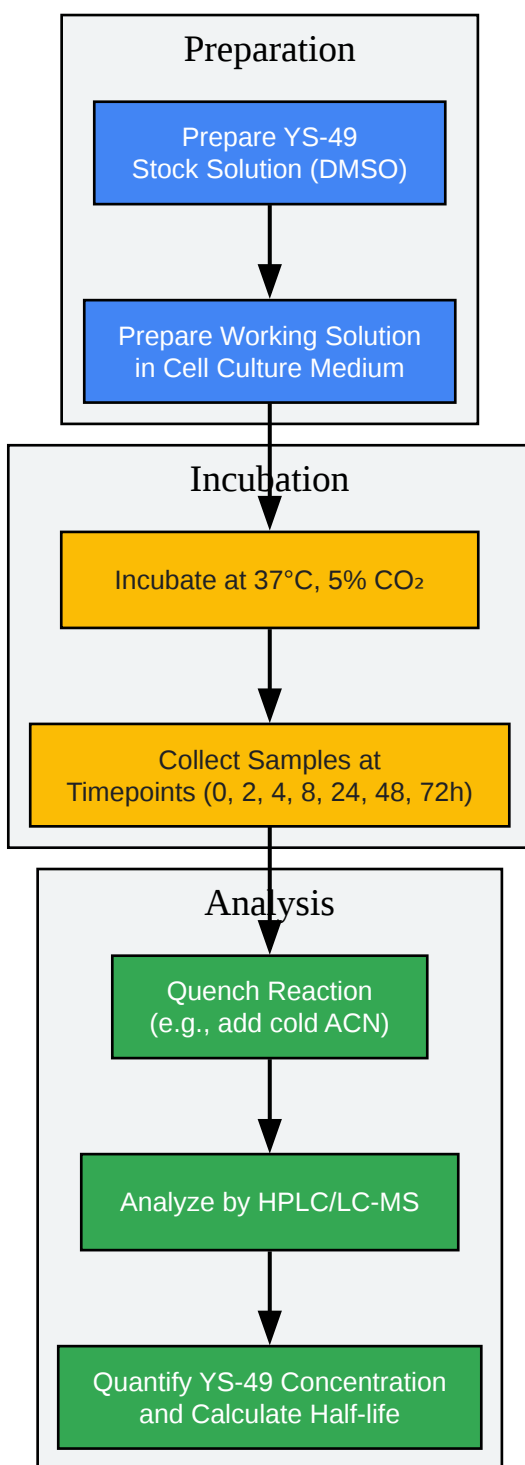 Preparation
Prepare YS-49
Stock Solution (DMSO)
Prepare Working Solution
in Cell Culture Medium
Incubation
Incubate at 37°C, 5% CO₂
Collect Samples at
Timepoints (0, 2, 4, 8, 24, 48, 72h)
Analysis
Quench Reaction
(e.g., add cold ACN)
Analyze by HPLC/LC-MS
Quantify YS-49 Concentration
and Calculate Half-life